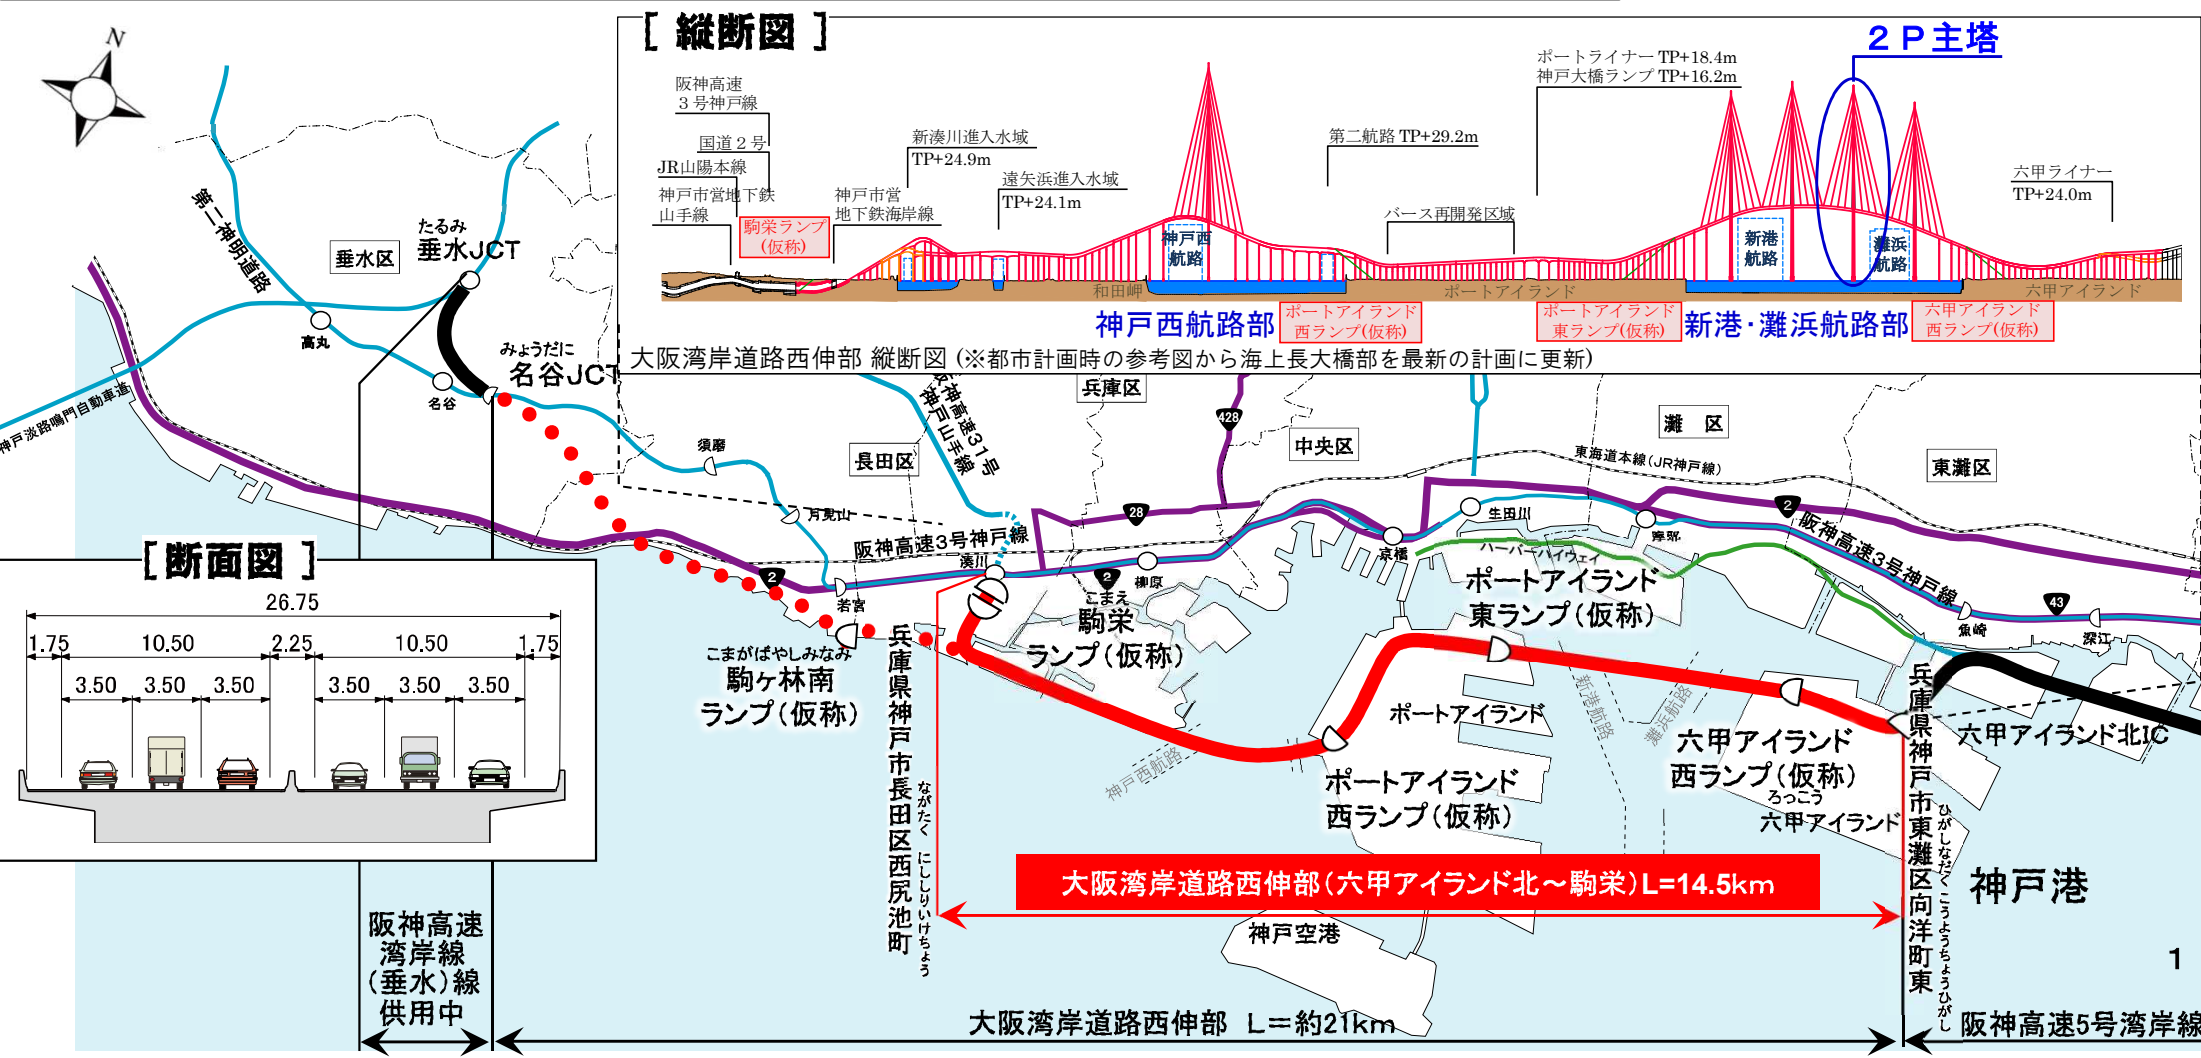 [ 縦断図 ]
2P主塔
N
阪神高速
3号神戸線
国道2号
JR山陽本線
神戸市営地下鉄
山手線
駒栄ランプ
(仮称)
神戸市営
地下鉄海岸線
新湊川進入水域
TP+24.9m
遠矢浜進入水域
TP+24.1m
第二航路 TP+29.2m
バース再開発区域
ポートライナー TP+18.4m
神戸大橋ランプ TP+16.2m
六甲ライナー
TP+24.0m
神戸西
航路
新港
航路
灘浜
航路
和田岬
ポートアイランド
六甲アイランド
神戸西航路部
ポートアイランド
西ランプ(仮称)
ポートアイランド
東ランプ(仮称)
新港・灘浜航路部
六甲アイランド
西ランプ(仮称)
大阪湾岸道路西伸部 縦断図 (※都市計画時の参考図から海上長大橋部を最新の計画に更新)
第二神明道路
垂水区
たるみ
垂水JCT
高丸
名谷
みょうだに
名谷JCT
神戸淡路鳴門自動車道
須磨
月見山
長田区
阪神高速31号
神戸山手線
兵庫区
428
中央区
灘 区
東灘区
東海道本線(JR神戸線)
28
2
阪神高速3号神戸線
湊川
2
柳原
京橋
生田川
摩耶
ハーバーハイウェイ
2
阪神高速3号神戸線
43
魚崎
深江
若宮
こまえ
駒栄
ランプ(仮称)
こまがばやしみなみ
駒ヶ林南
ランプ(仮称)
ポートアイランド
東ランプ(仮称)
ポートアイランド
ポートアイランド
西ランプ(仮称)
神戸西航路
新港航路
灘浜航路
六甲アイランド
西ランプ(仮称)
ろっこう
六甲アイランド
六甲アイランド北IC
兵庫県神戸市長田区西尻池町
ながたく にししりいけちょう
兵庫県神戸市東灘区向洋町東
ひがしなだく こうようちょうひがし
[ 断面図 ]
26.75
1.75 10.50 2.25 10.50 1.75
3.50 3.50 3.50 3.50 3.50 3.50
大阪湾岸道路西伸部(六甲アイランド北~駒栄)L=14.5km
神戸空港
神戸港
阪神高速
湾岸線
(垂水)線
供用中
大阪湾岸道路西伸部 L=約21km
阪神高速5号湾岸線
1